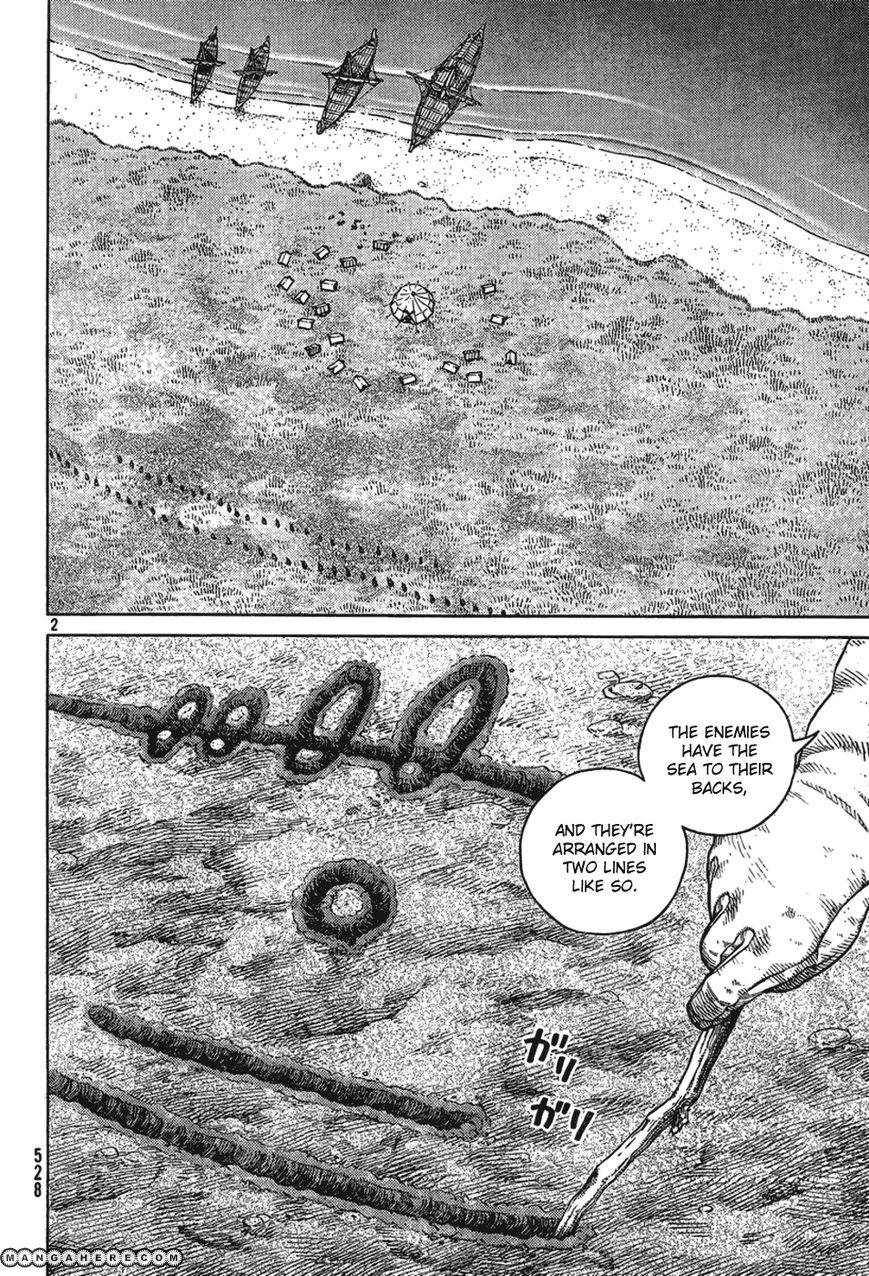 2
THE ENEMIES
HAVE THE
SEA TO THEIR
BACKS,
AND THEY'RE
ARRANGED IN
TWO LINES
LIKE SO.
ガリ
ガリ
528
MANGAHERE.COM